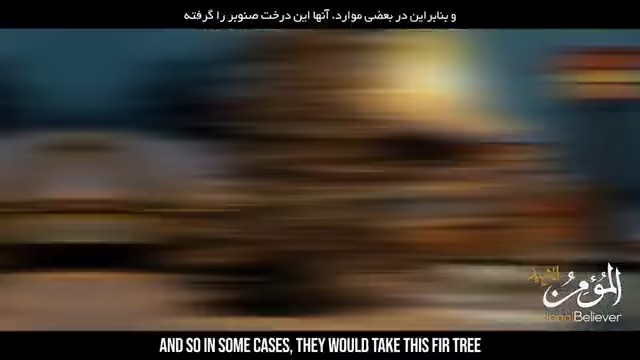 و بنابراین در بعضی موارد، آنها این درخت صنوبر را گرفته
المؤمن
Believer
AND SO IN SOME CASES, THEY WOULD TAKE THIS FIR TREE